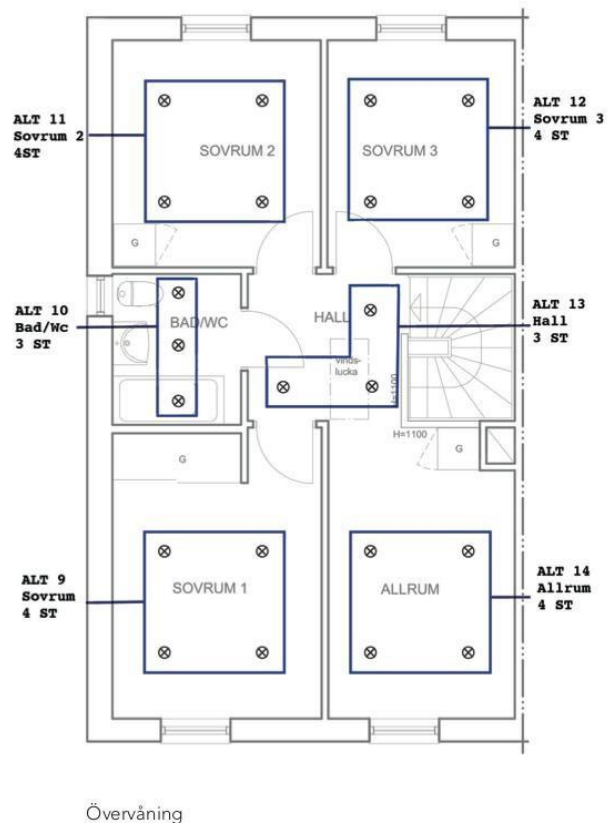 ALT 11
Sovrum 2
4ST
SOVRUM 2
SOVRUM 3
ALT 12
Sovrum 3
4 ST
G
G
ALT 10
Bad/Wc
3 ST
BAD/WC
HALL
Vinds-
lucka
H=1100
H=1100
ALT 13
Hall
3 ST
G
G
ALT 9
Sovrum
4 ST
SOVRUM 1
ALLRUM
ALT 14
Allrum
4 ST
Övervåning